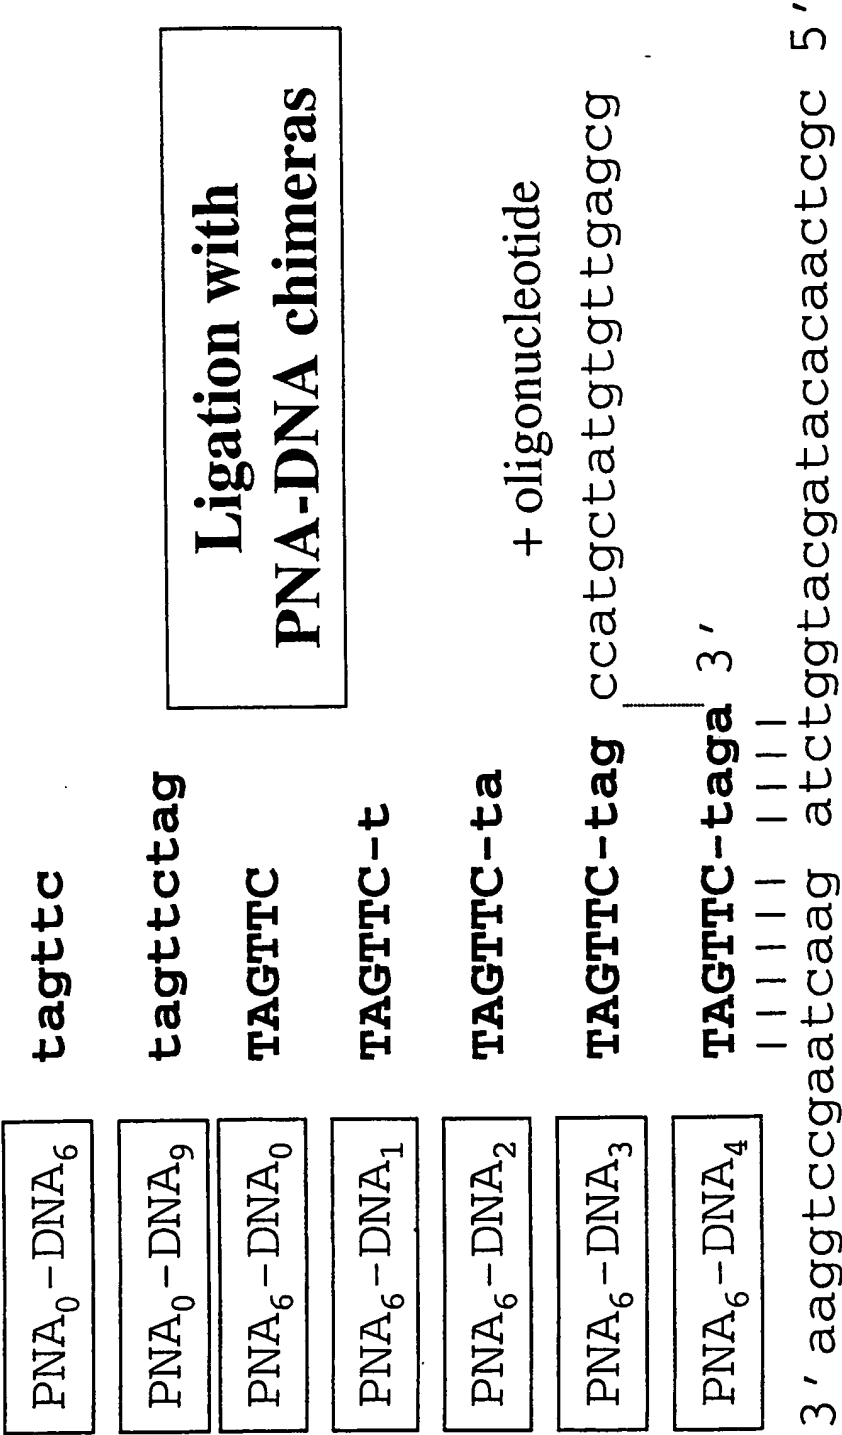 PNA₀-DNA₆ tagttc
PNA₀-DNA₉ tagttctag
PNA₆-DNA₀ TAGTTC
PNA₆-DNA₁ TAGTTC-t
PNA₆-DNA₂ TAGTTC-ta
PNA₆-DNA₃ TAGTTC-tag
PNA₆-DNA₄ TAGTTC-taga 3'
Ligation with
PNA-DNA chimeras
+ oligonucleotide
ccatgctatgtgttgagcg
3'aaggtccgaatcaag atctggtacgatacacaactcgc 5'